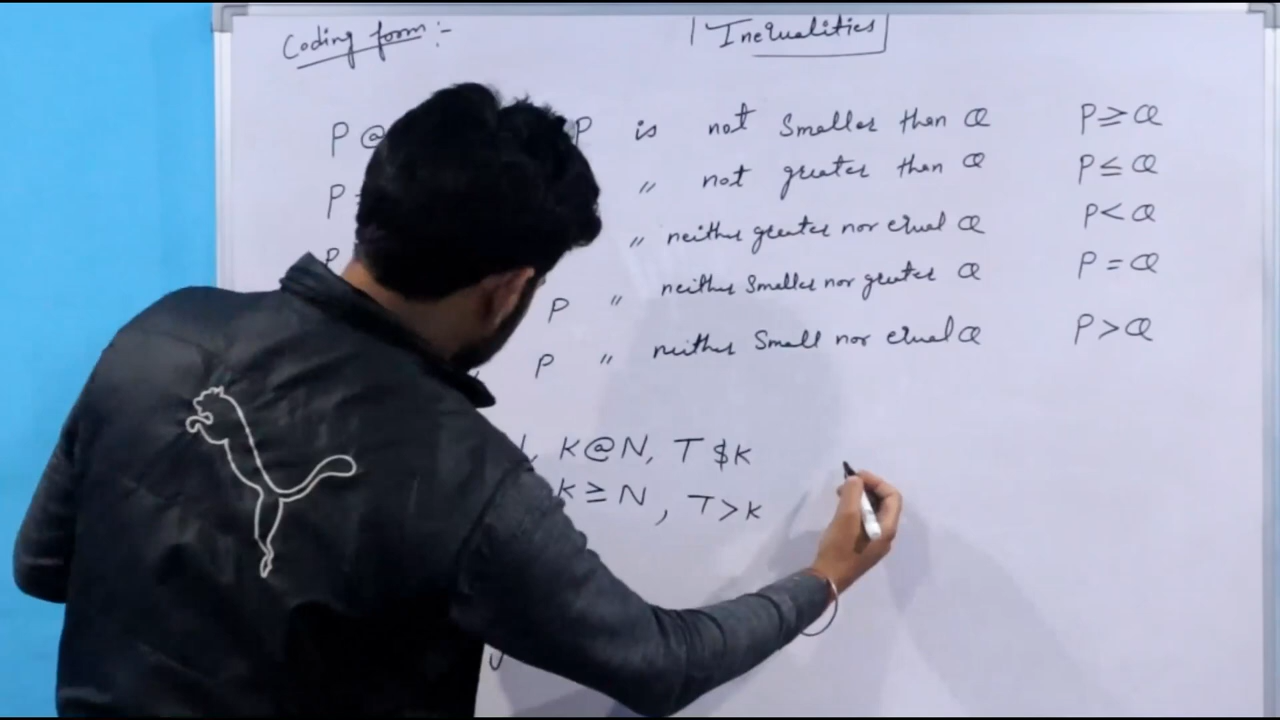 Coding form :- Inequalities
P @ P is not Smaller then Q P ≥ Q
P " not greater then Q P ≤ Q
P " neither greater nor equal Q P < Q
P " neither Smaller nor greater Q P = Q
P " neither Small nor equal Q P > Q
, K@N, T $ K
K ≥ N , T > K